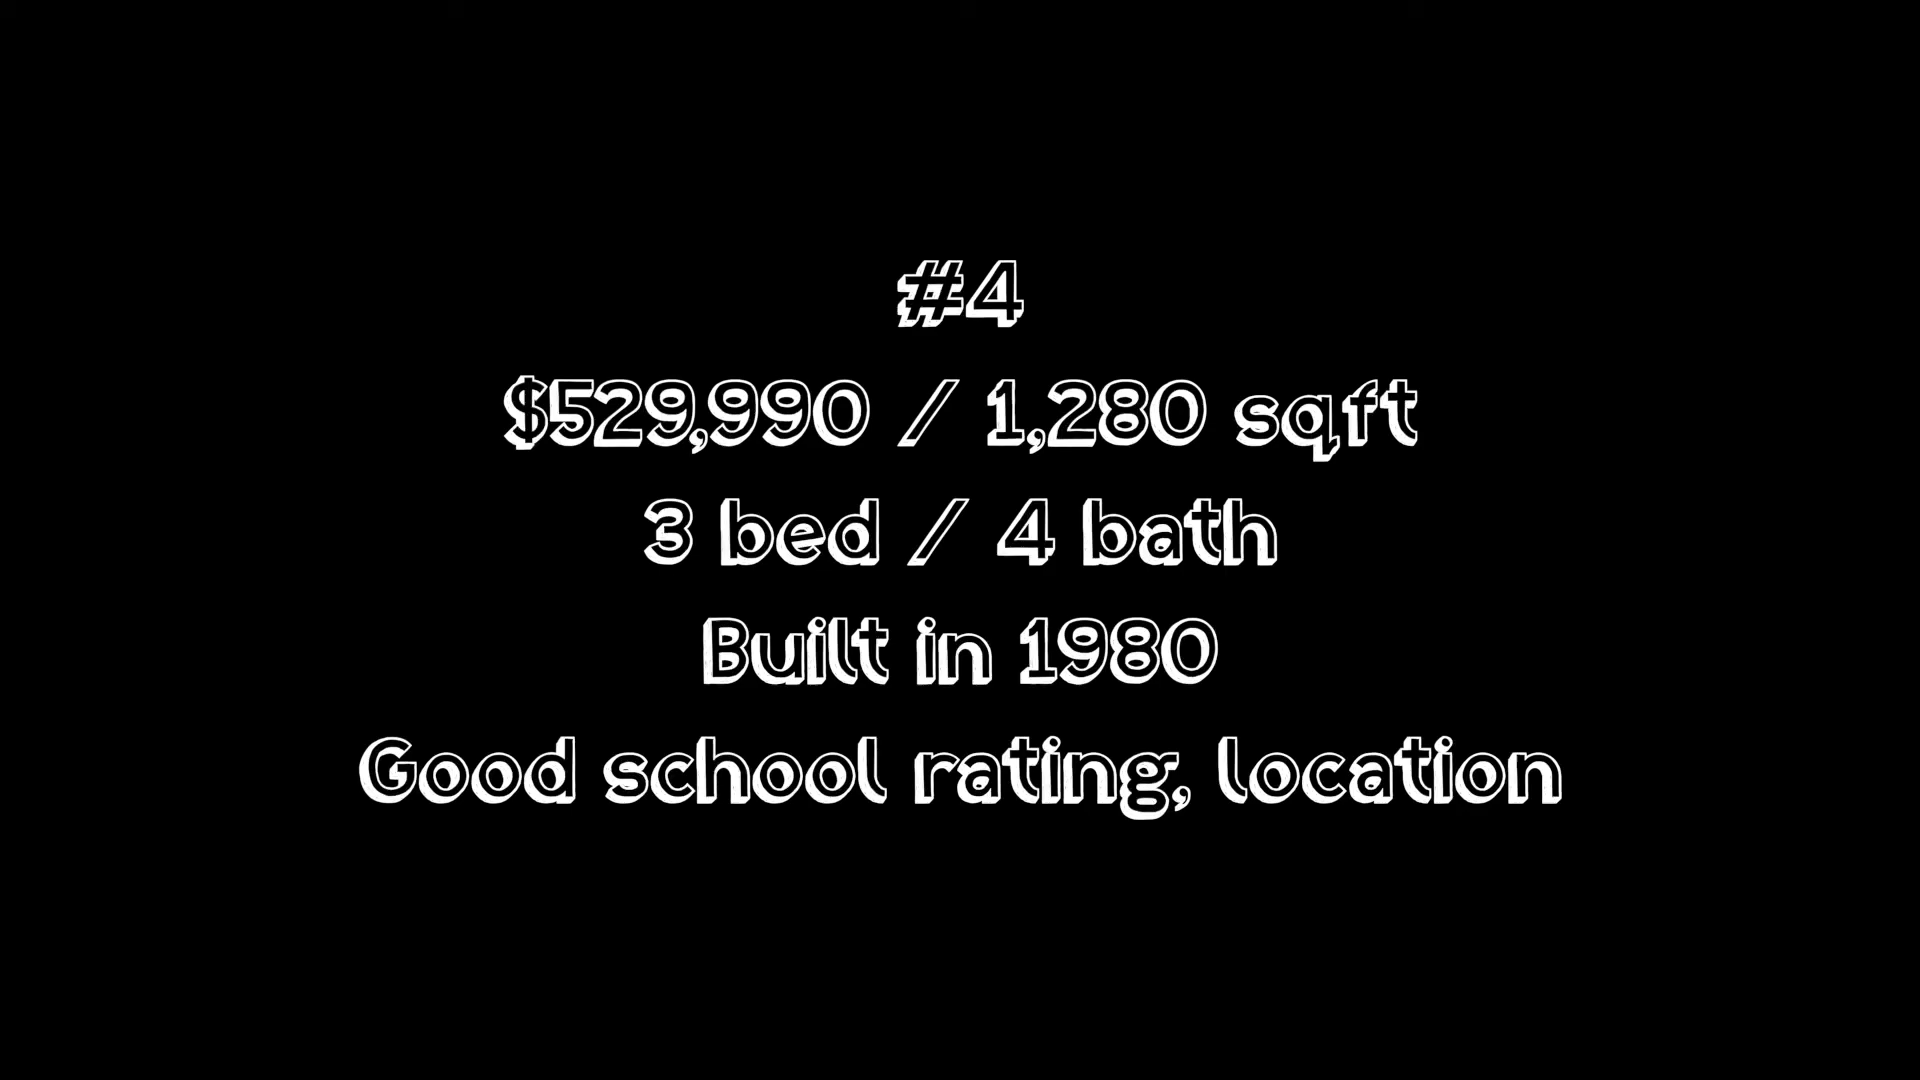 #4
$529,990 / 1,280 sqft
3 bed / 4 bath
Built in 1980
Good school rating, location